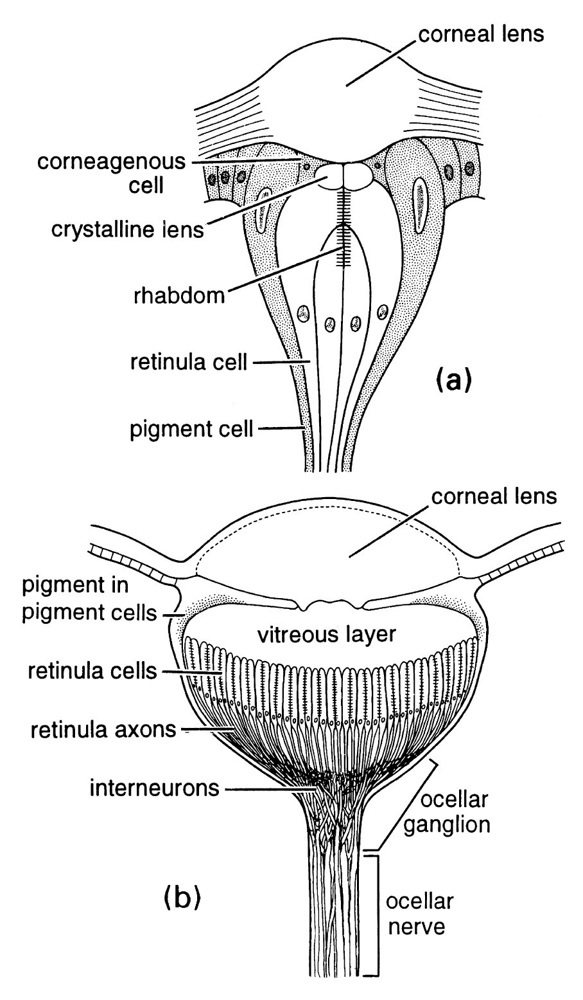 corneal lens
corneagenous
cell
crystalline lens
rhabdom
retinula cell
(a)
pigment cell
corneal lens
pigment in
pigment cells
vitreous layer
retinula cells
retinula axons
interneurons
ocellar
ganglion
(b)
ocellar
nerve